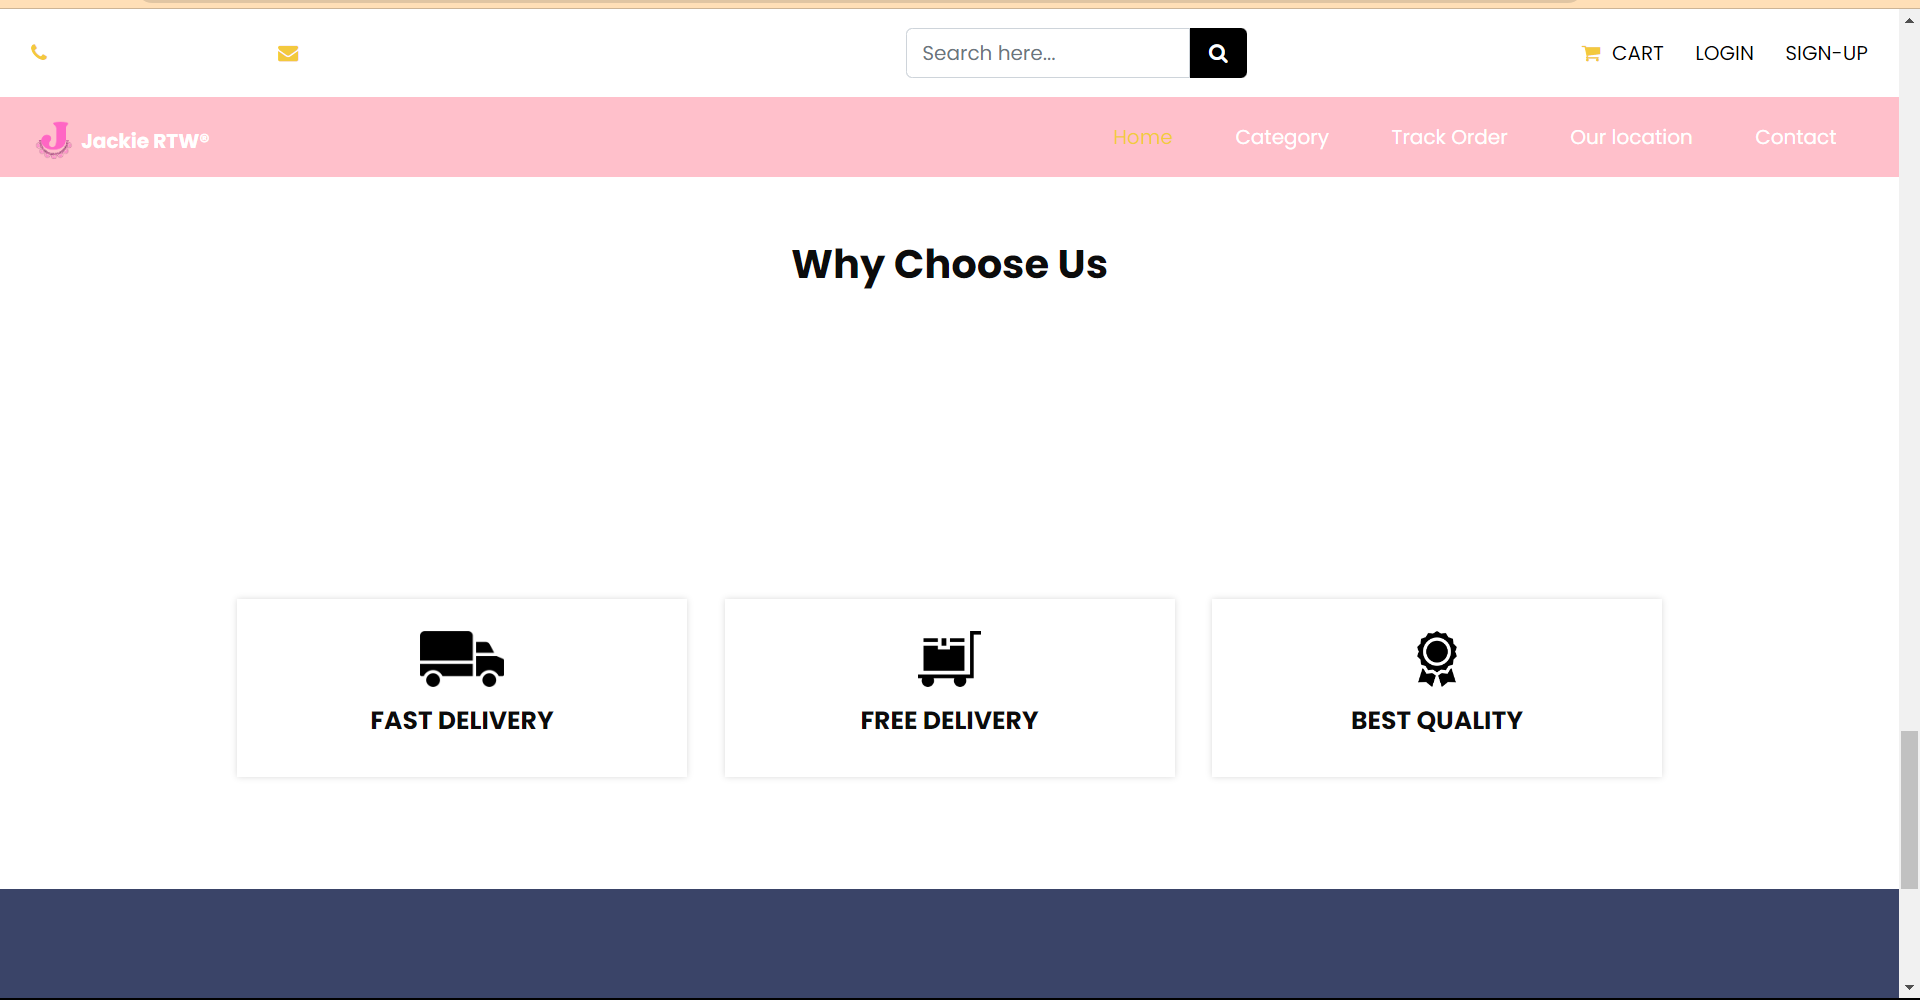 Search here...
CART LOGIN SIGN-UP
Jackie RTW®
Home Category Track Order Our location Contact
Why Choose Us
FAST DELIVERY
FREE DELIVERY
BEST QUALITY